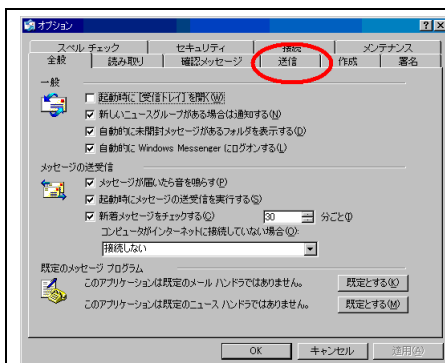 オプション
スペル チェック セキュリティ 接続 メンテナンス
全般 読み取り 確認メッセージ 送信 作成 署名
一般
起動時に [受信トレイ] を開く(W)
新しいニュースグループがある場合は通知する(N)
自動的に未開封メッセージがあるフォルダを表示する(D)
自動的に Windows Messenger にログオンする(L)
メッセージの送受信
メッセージが届いたら音を鳴らす(P)
起動時にメッセージの送受信を実行する(S)
新着メッセージをチェックする(C) 30 分ごと(I)
コンピュータがインターネットに接続していない場合(O):
接続しない
既定のメッセージ プログラム
このアプリケーションは既定のメール ハンドラではありません。 既定とする(K)
このアプリケーションは既定のニュース ハンドラではありません。 既定とする(M)
OK キャンセル 適用(A)